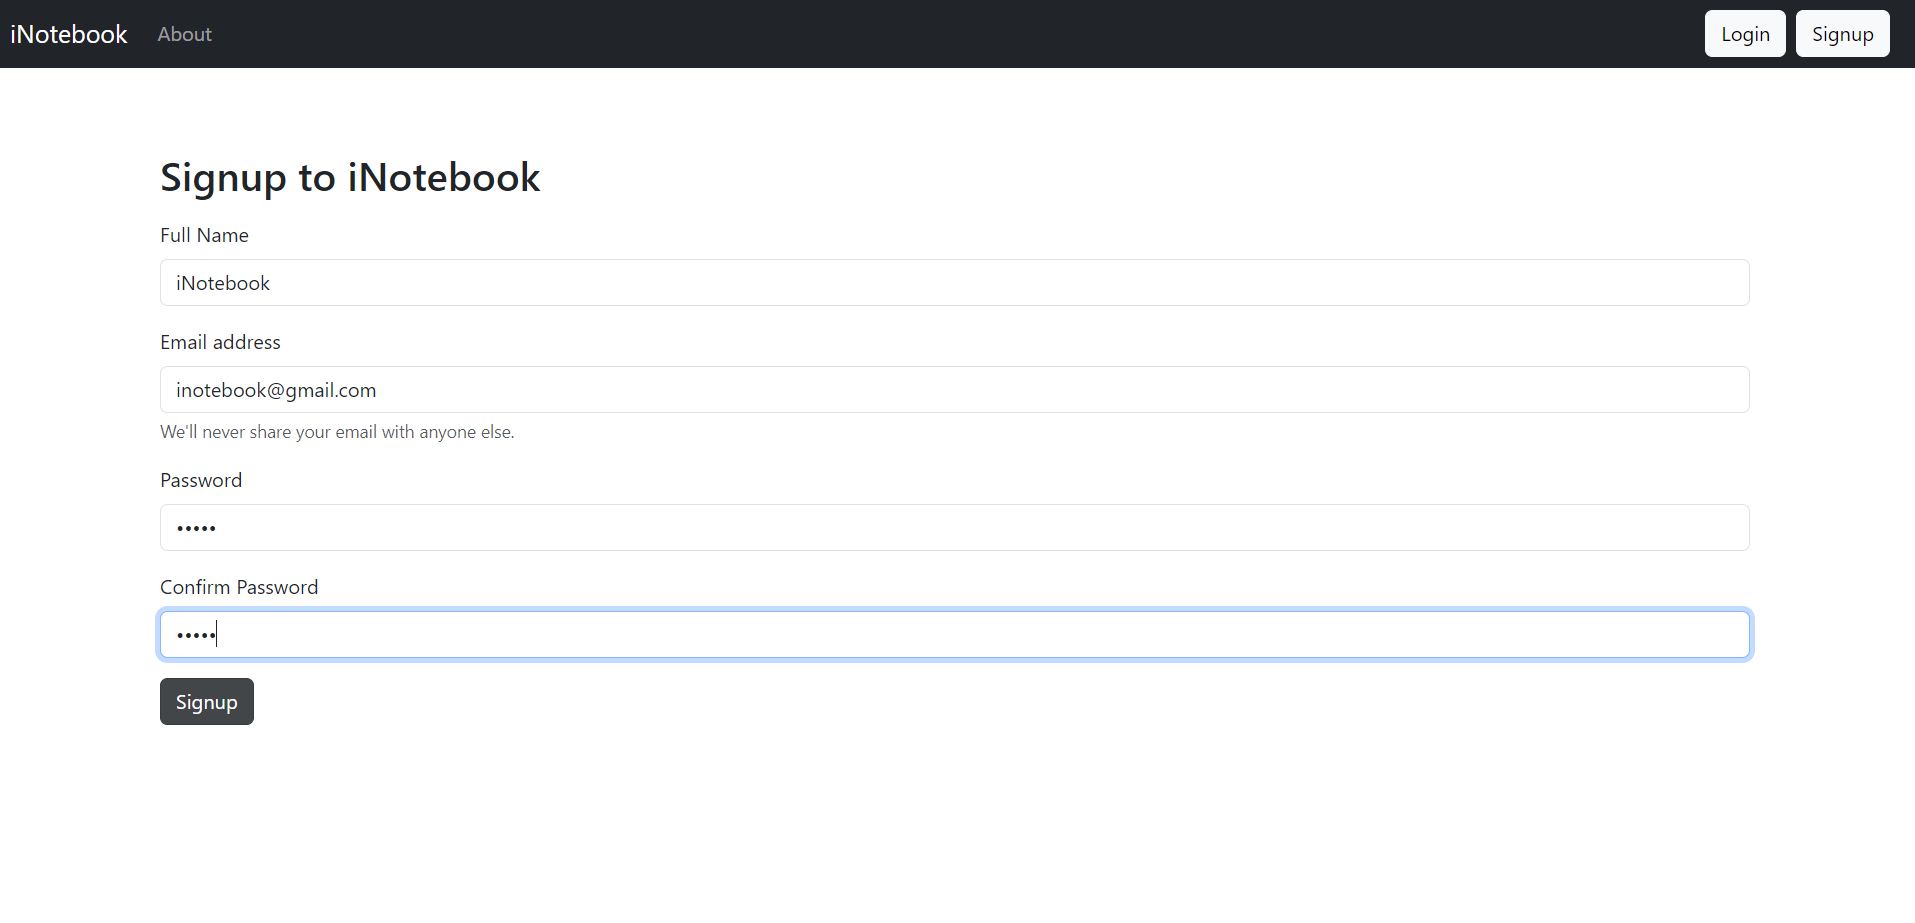 iNotebook About Login Signup
Signup to iNotebook
Full Name
iNotebook
Email address
inotebook@gmail.com
We'll never share your email with anyone else.
Password
•••••
Confirm Password
•••••
Signup